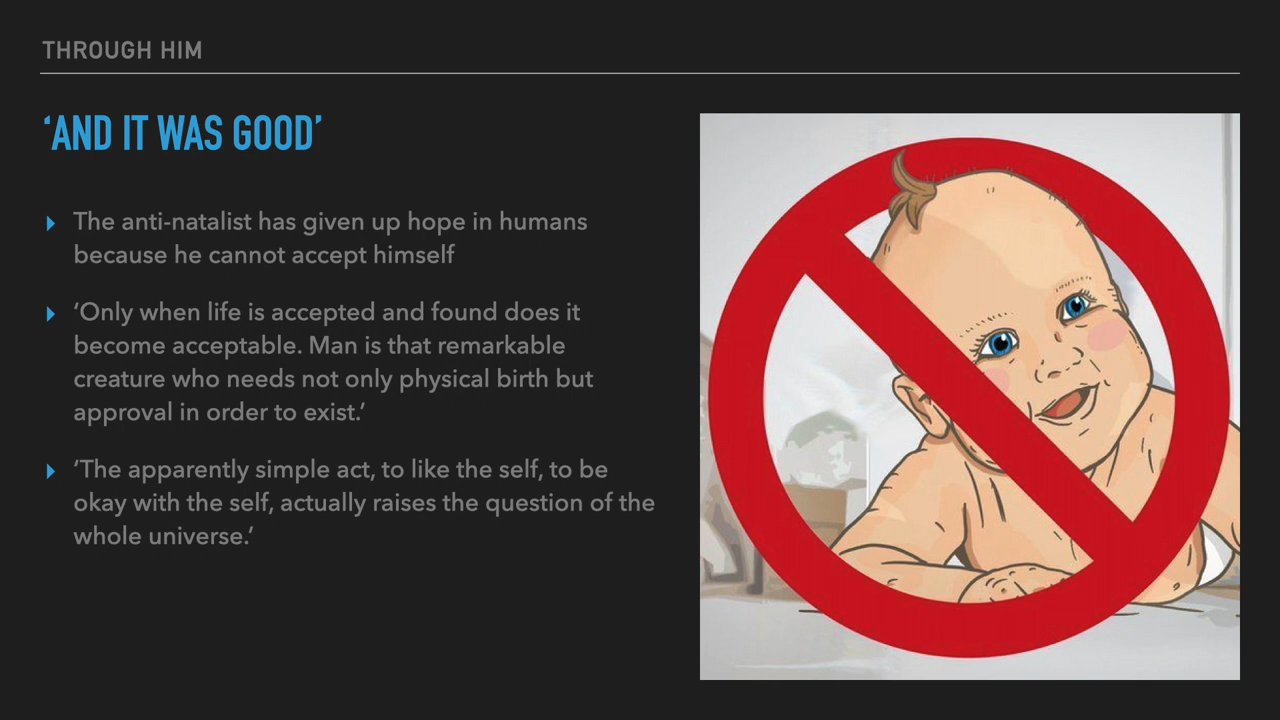 THROUGH HIM
‘AND IT WAS GOOD’
The anti-natalist has given up hope in humans
because he cannot accept himself
‘Only when life is accepted and found does it
become acceptable. Man is that remarkable
creature who needs not only physical birth but
approval in order to exist.’
‘The apparently simple act, to like the self, to be
okay with the self, actually raises the question of the
whole universe.’